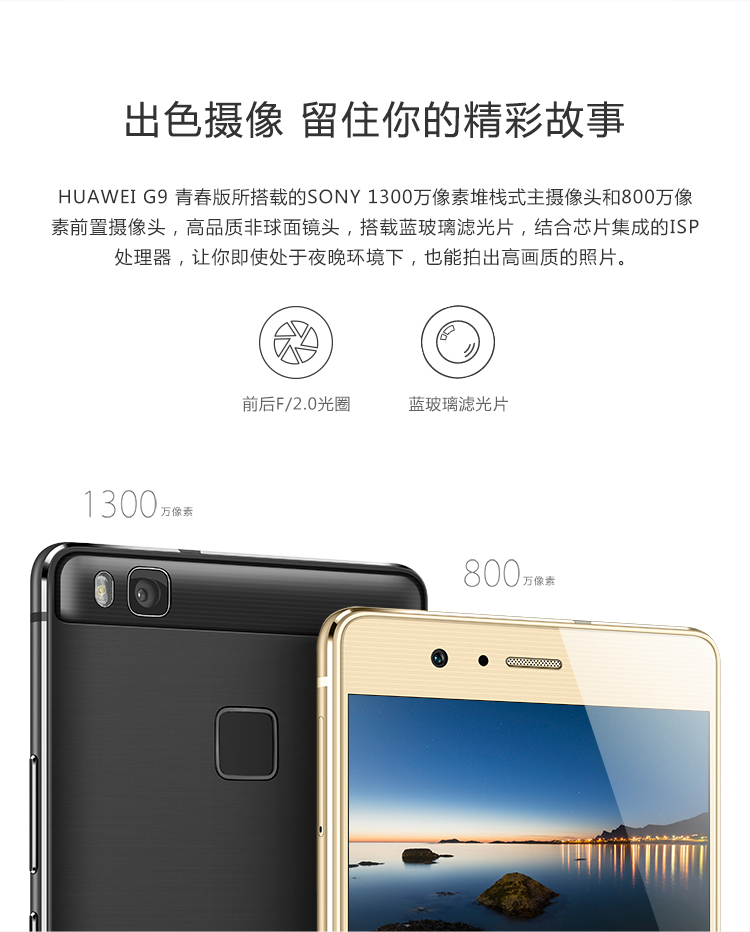 出色摄像 留住你的精彩故事
HUAWEI G9 青春版所搭载的SONY 1300万像素堆栈式主摄像头和800万像
素前置摄像头，高品质非球面镜头，搭载蓝玻璃滤光片，结合芯片集成的ISP
处理器，让你即使处于夜晚环境下，也能拍出高画质的照片。
前后F/2.0光圈
蓝玻璃滤光片
1300万像素
800万像素